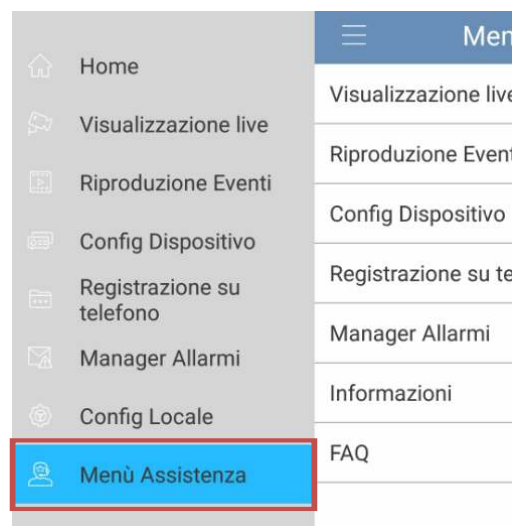 Home
Visualizzazione live
Riproduzione Eventi
Config Dispositivo
Registrazione su
telefono
Manager Allarmi
Config Locale
Menù Assistenza
Men
Visualizzazione live
Riproduzione Event
Config Dispositivo
Registrazione su te
Manager Allarmi
Informazioni
FAQ